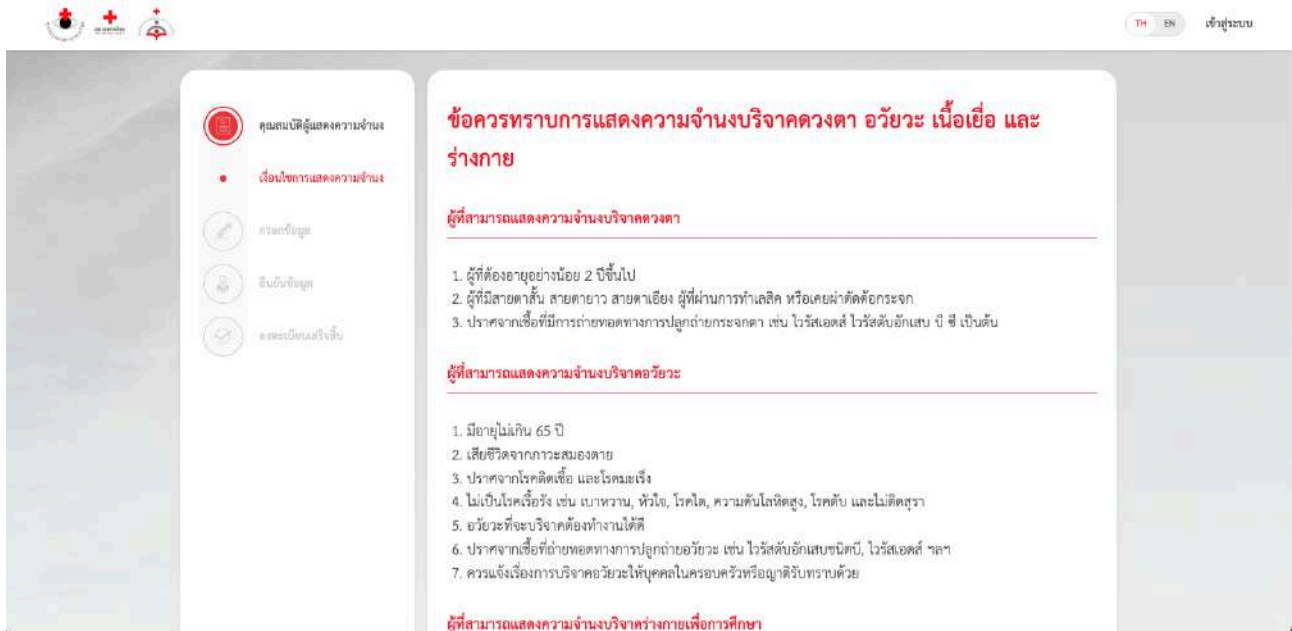 TH EN
เข้าสู่ระบบ
คุณสมบัติผู้แสดงความจำนง
เงื่อนไขการแสดงความจำนง
กรอกข้อมูล
ยืนยันข้อมูล
ลงทะเบียนเสร็จสิ้น
ข้อควรทราบการแสดงความจำนงบริจาคดวงตา อวัยวะ เนื้อเยื่อ และ
ร่างกาย
ผู้ที่สามารถแสดงความจำนงบริจาคดวงตา
1. ผู้ที่ต้องอายุอย่างน้อย 2 ปีขึ้นไป
2. ผู้ที่มีสายตาสั้น สายตายาว สายตาเอียง ผู้ที่ผ่านการทำเลสิค หรือเคยผ่าตัดต้อกระจก
3. ปราศจากเชื้อที่มีการถ่ายทอดทางการปลูกถ่ายกระจกตา เช่น ไวรัสเอดส์ ไวรัสตับอักเสบ บี ซี เป็นต้น
ผู้ที่สามารถแสดงความจำนงบริจาคอวัยวะ
1. มีอายุไม่เกิน 65 ปี
2. เสียชีวิตจากภาวะสมองตาย
3. ปราศจากโรคติดเชื้อ และโรคมะเร็ง
4. ไม่เป็นโรคเรื้อรัง เช่น เบาหวาน, หัวใจ, โรคไต, ความดันโลหิตสูง, โรคตับ และไม่ติดสุรา
5. อวัยวะที่จะบริจาคต้องทำงานได้ดี
6. ปราศจากเชื้อที่ถ่ายทอดทางการปลูกถ่ายอวัยวะ เช่น ไวรัสตับอักเสบชนิดบี, ไวรัสเอดส์ ฯลฯ
7. ควรแจ้งเรื่องการบริจาคอวัยวะให้บุคคลในครอบครัวหรือญาติรับทราบด้วย
ผู้ที่สามารถแสดงความจำนงบริจาคร่างกายเพื่อการศึกษา